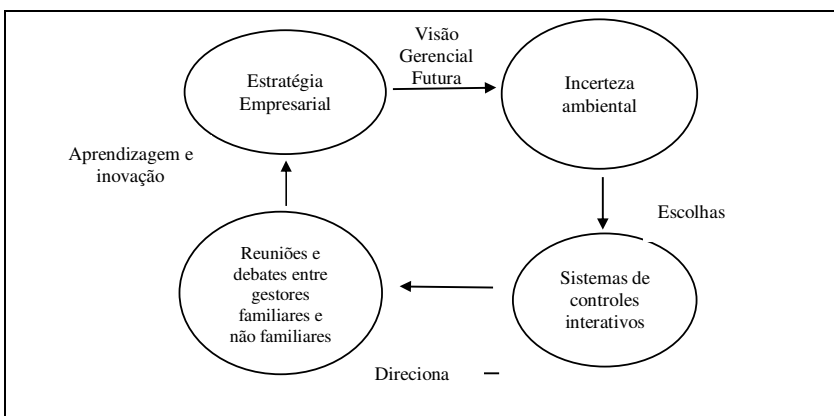 Visão
Gerencial
Futura
Estratégia
Empresarial
Incerteza
ambiental
Aprendizagem e
inovação
Escolhas
Reuniões e
debates entre
gestores
familiares e
não familiares
Sistemas de
controles
interativos
Direciona